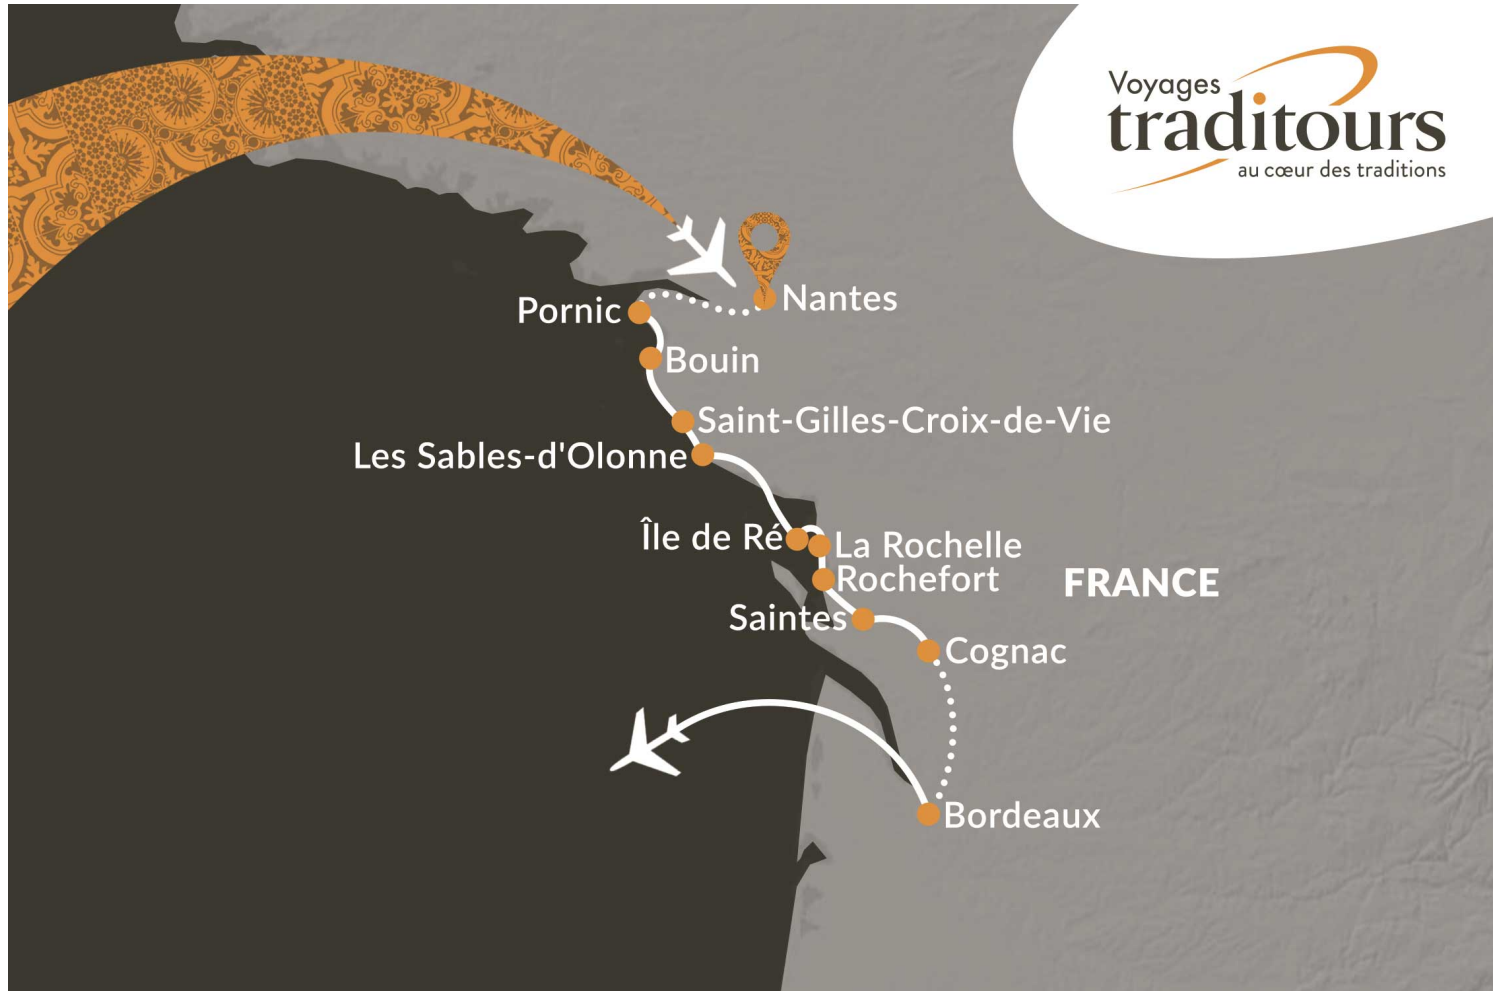 Voyages
traditours
au cœur des traditions
Nantes
Pornic
Bouin
Saint-Gilles-Croix-de-Vie
Les Sables-d'Olonne
Île de Ré
La Rochelle
Rochefort
FRANCE
Saintes
Cognac
Bordeaux